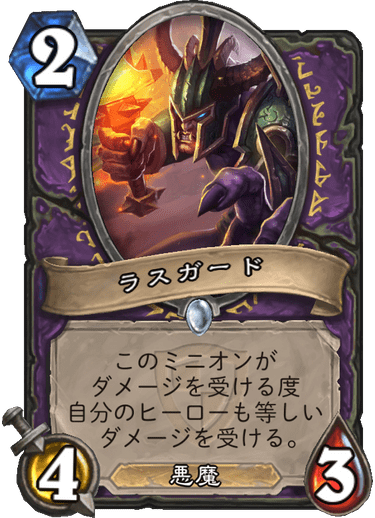 2
ラスガード
このミニオンが
ダメージを受ける度
自分のヒーローも等しい
ダメージを受ける。
4
悪魔
3